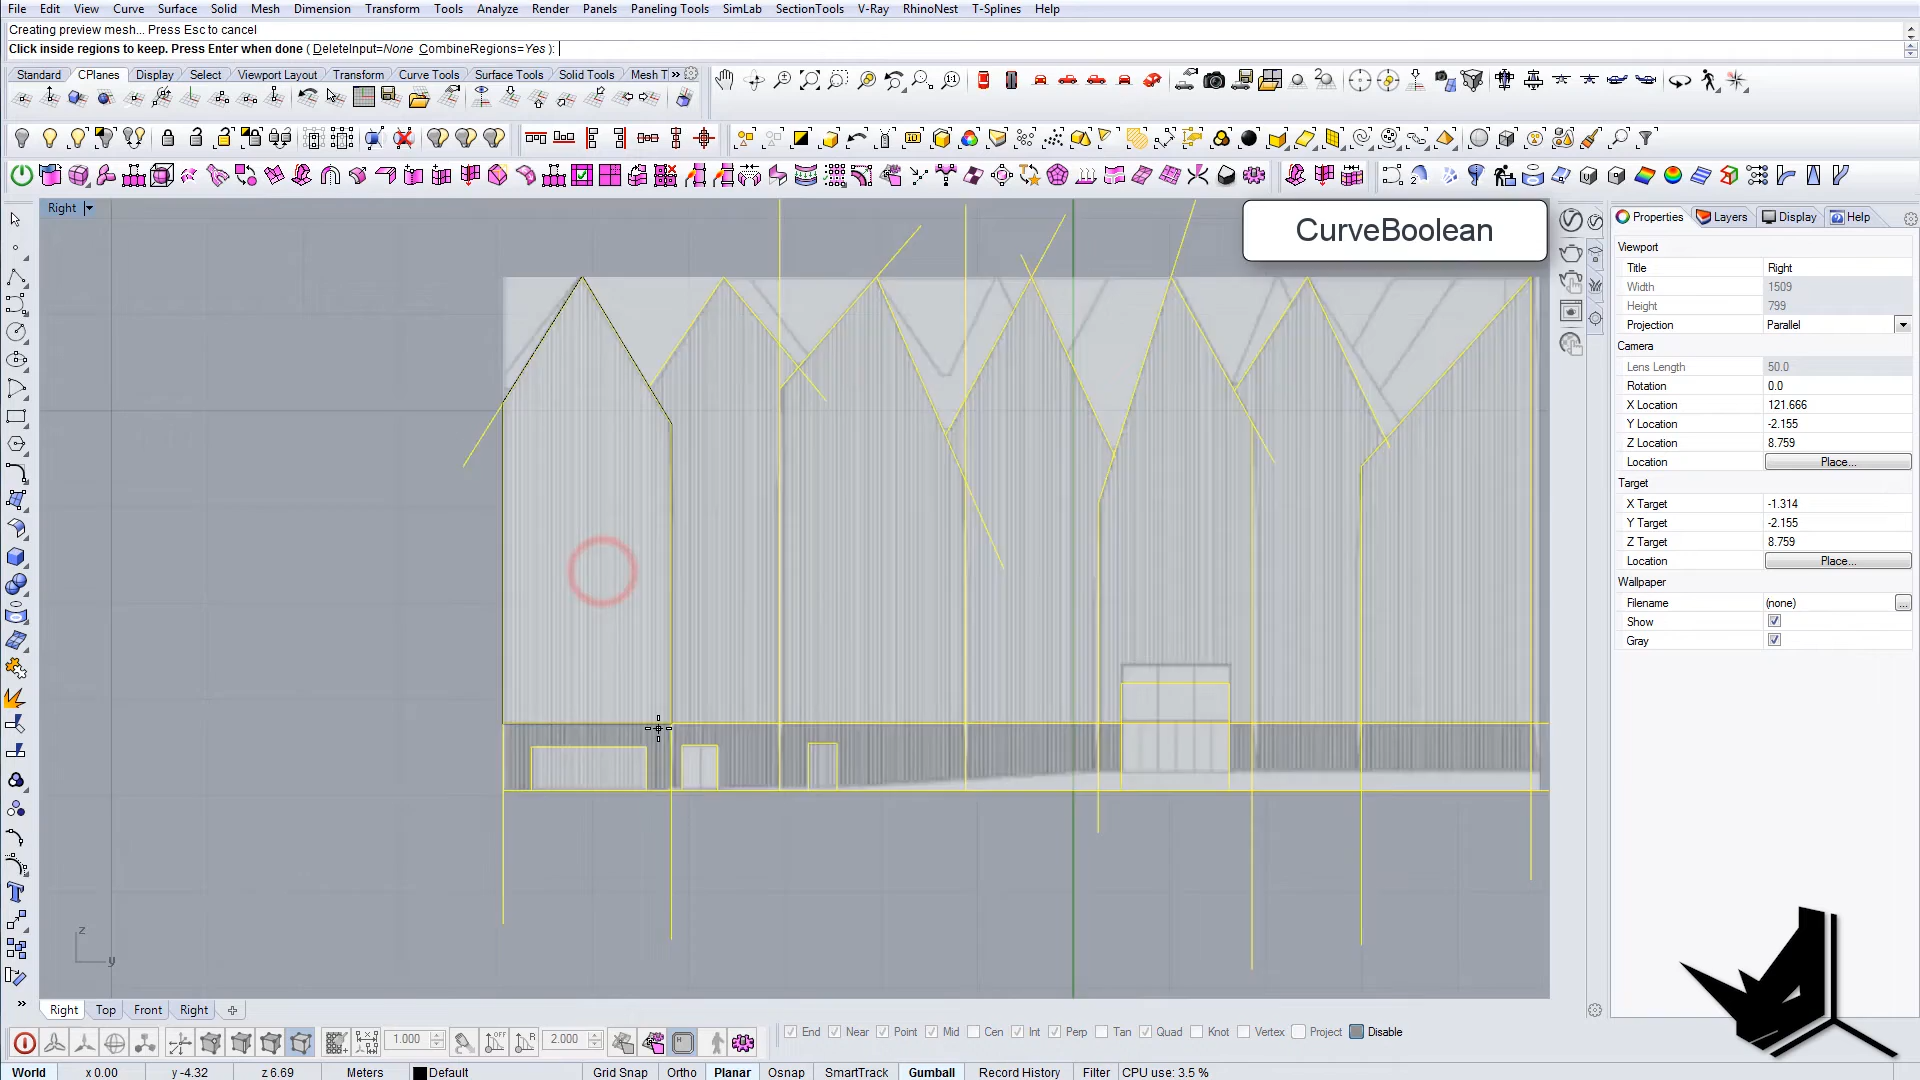 File Edit View Curve Surface Solid Mesh Dimension Transform Tools Analyze Render Panels Paneling Tools SimLab SectionTools V-Ray RhinoNest T-Splines Help
Creating preview mesh... Press Esc to cancel
Click inside regions to keep. Press Enter when done ( DeleteInput=None CombineRegions=Yes ):
Standard CPlanes Display Select Viewport Layout Transform Curve Tools Surface Tools Solid Tools Mesh T
Right
CurveBoolean
Properties Layers Display Help
Viewport
Title Right
Width 1509
Height 799
Projection Parallel
Camera
Lens Length 50.0
Rotation 0.0
X Location 121.666
Y Location -2.155
Z Location 8.759
Location Place...
Target
X Target -1.314
Y Target -2.155
Z Target 8.759
Location Place...
Wallpaper
Filename (none) ...
Show
Gray
z
y
Right Top Front Right
1.000 2.000
End Near Point Mid Cen Int Perp Tan Quad Knot Vertex Project Disable
World x 0.00 y -4.32 z 6.69 Meters Default Grid Snap Ortho Planar Osnap SmartTrack Gumball Record History Filter CPU use: 3.5 %